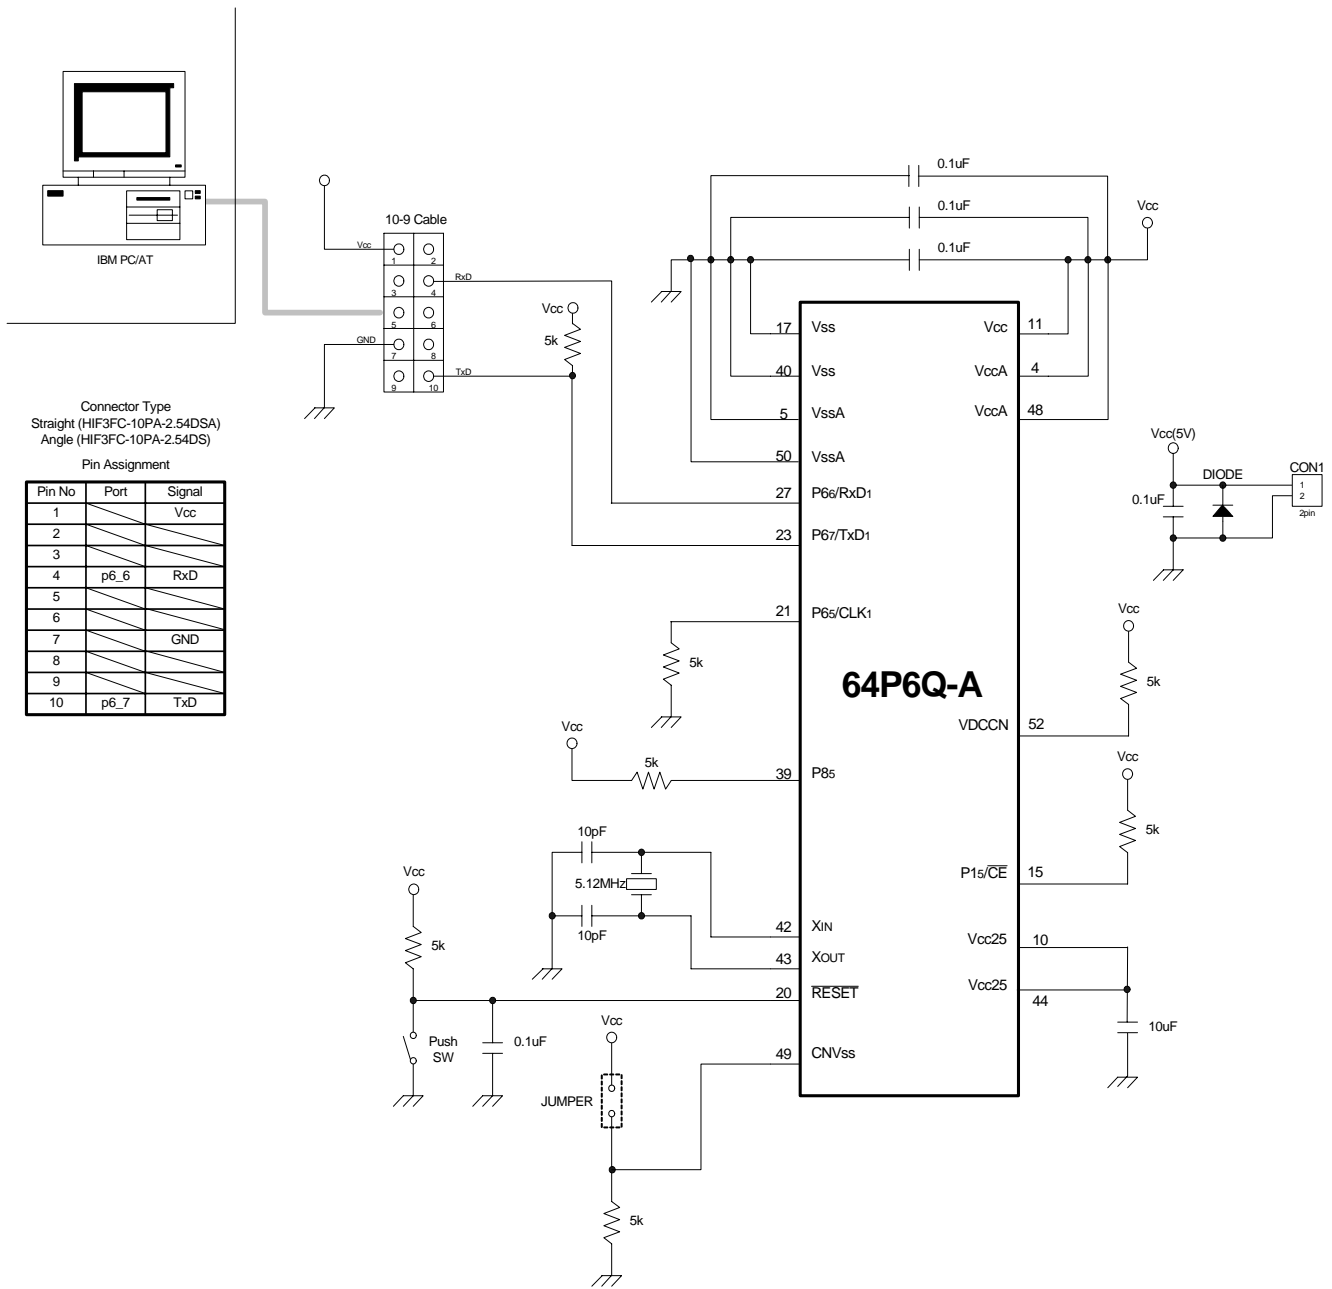 IBM PC/AT
10-9 Cable
Vcc
1
2
3
4
RxD
5
6
GND
7
8
9
10
TxD
Vcc
5k
Connector Type
Straight (HIF3FC-10PA-2.54DSA)
Angle (HIF3FC-10PA-2.54DS)
Pin Assignment
Pin No Port Signal
1 Vcc
2
3
4 p6_6 RxD
5
6
7 GND
8
9
10 p6_7 TxD
0.1uF
0.1uF
0.1uF
Vcc
17 Vss
40 Vss
5 VssA
50 VssA
27 P66/RxD1
23 P67/TxD1
21 P65/CLK1
5k
Vcc
5k
39 P85
10pF
5.12MHz
10pF
42 XIN
43 XOUT
20 RESET
49 CNVss
Vcc
5k
Push
SW
0.1uF
Vcc
JUMPER
5k
64P6Q-A
Vcc 11
VccA 4
VccA 48
VDCCN 52
P15/CE 15
Vcc25 10
Vcc25 44
Vcc(5V)
0.1uF
DIODE
CON1
1
2
2pin
Vcc
5k
Vcc
5k
10uF